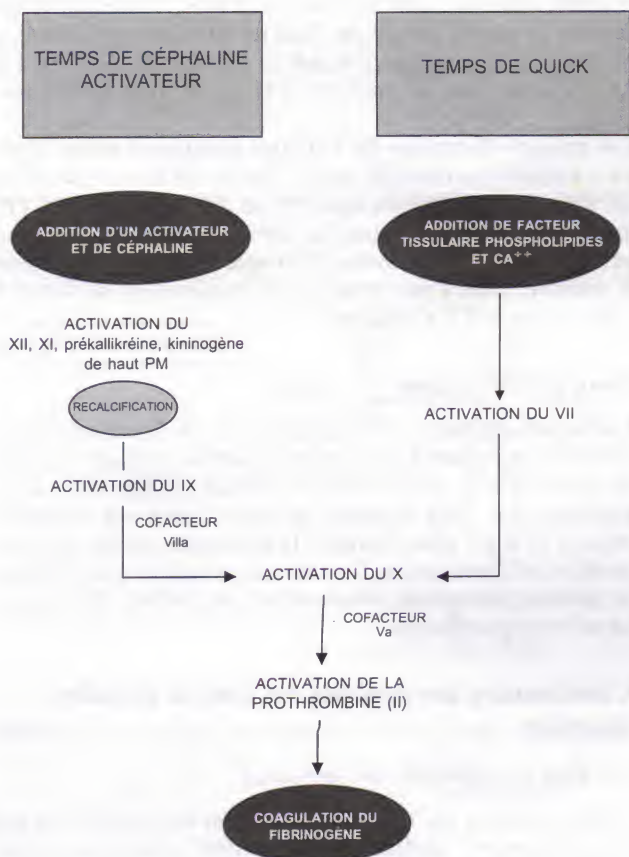 TEMPS DE CÉPHALINE
ACTIVATEUR
TEMPS DE QUICK
ADDITION D'UN ACTIVATEUR
ET DE CÉPHALINE
ADDITION DE FACTEUR
TISSULAIRE PHOSPHOLIPIDES
ET CA++
ACTIVATION DU
XII, XI, prékallikréine, kininogène
de haut PM
RECALCIFICATION
ACTIVATION DU VII
ACTIVATION DU IX
COFACTEUR
Villa
ACTIVATION DU X
COFACTEUR
Va
ACTIVATION DE LA
PROTHROMBINE (II)
COAGULATION DU
FIBRINOGÈNE